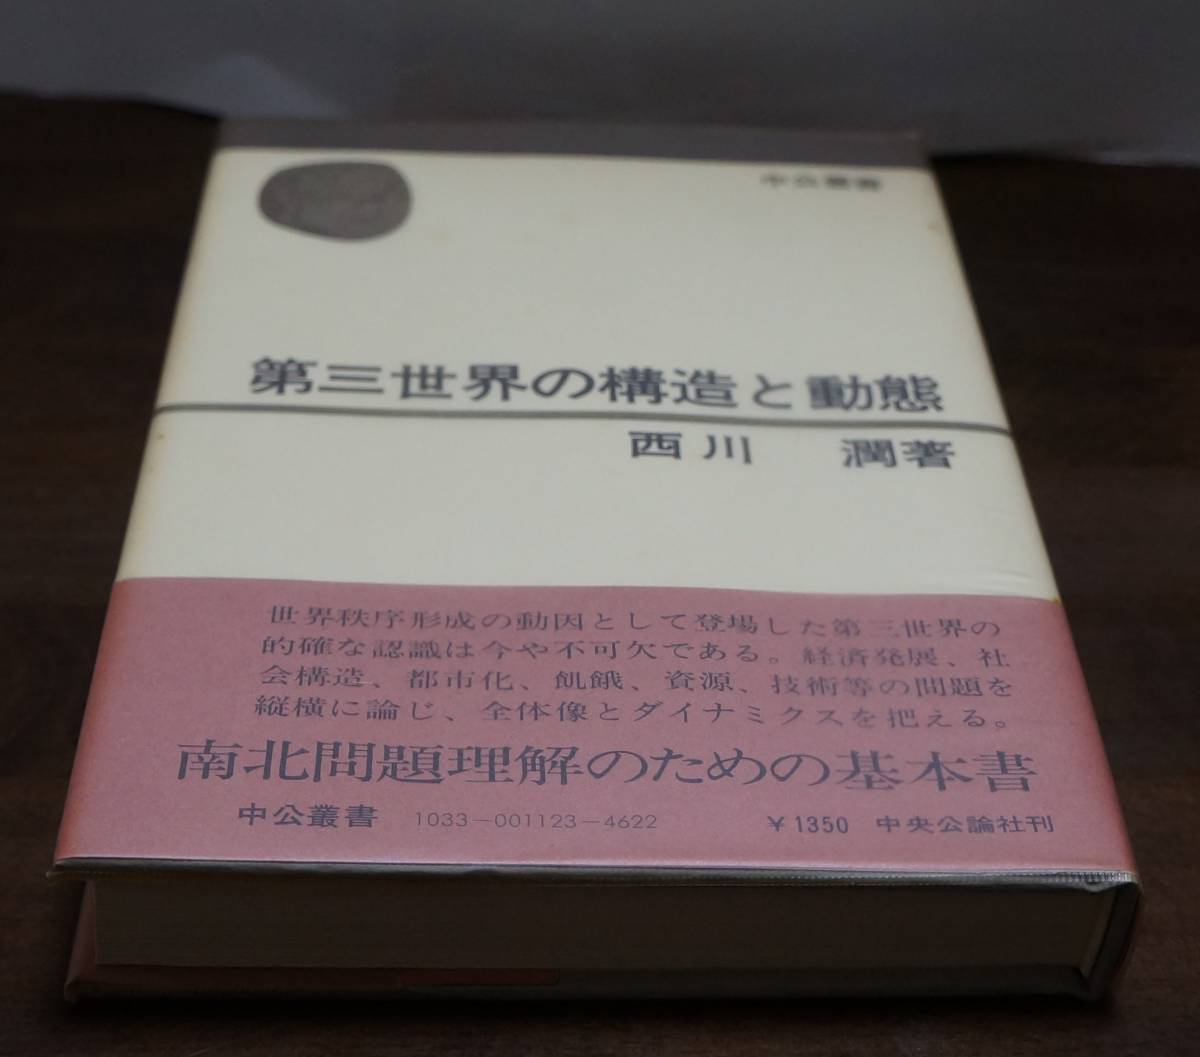 中公叢書
第三世界の構造と動態
西川 潤著
世界秩序形成の動因として登場した第三世界の
的確な認識は今や不可欠である。経済発展、社
会構造、都市化、飢餓、資源、技術等の問題を
縦横に論じ、全体像とダイナミクスを把える。
南北問題理解のための基本書
中公叢書 1033-001123-4622 ¥1350 中央公論社刊